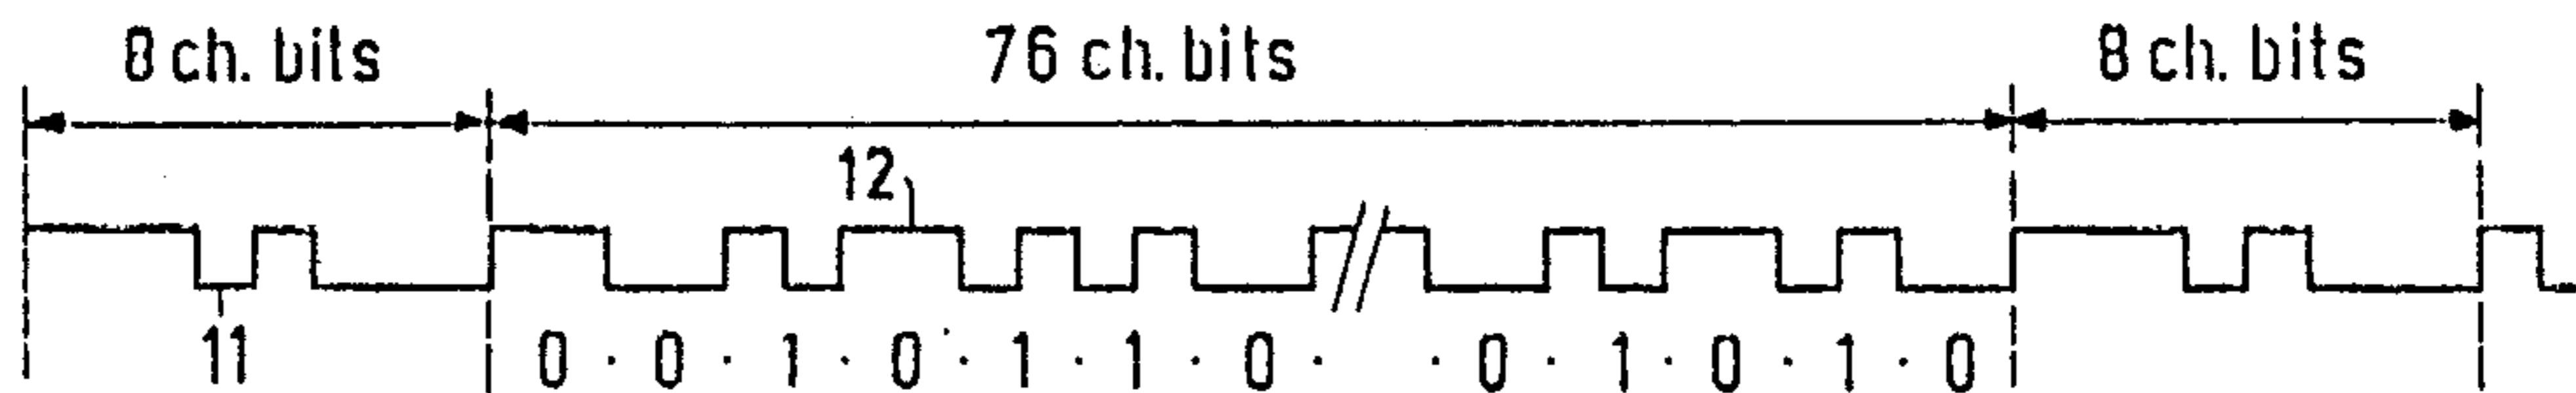 8 ch. bits 76 ch. bits 8 ch. bits
12
11 0 · 0 · 1 · 0 · 1 · 1 · 0 · · 0 · 1 · 0 · 1 · 0